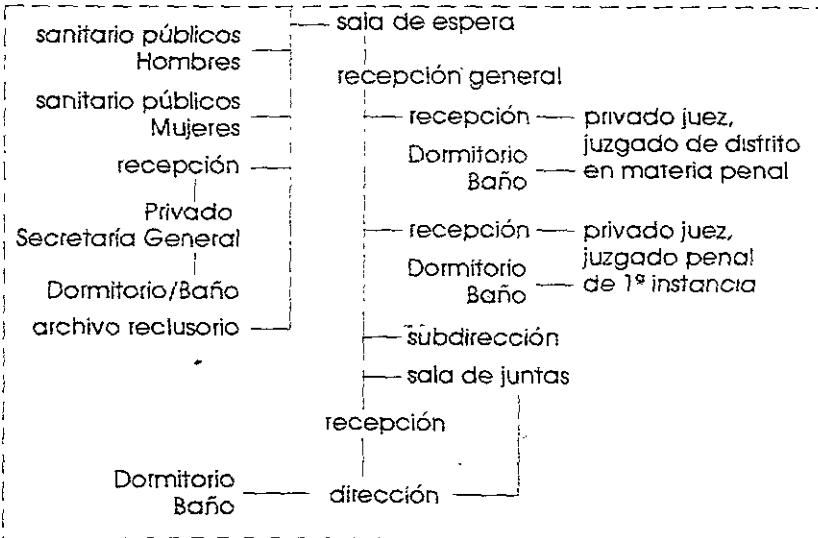 sala de espera
sanitario públicos
Hombres
recepción general
sanitario públicos
Mujeres
recepción
Privado
Secretaría General
Dormitorio/Baño
archivo reclusorio
recepción
privado juez,
juzgado de distrito
en materia penal
Dormitorio
Baño
recepción
privado juez,
juzgado penal
de 1ª instancia
Dormitorio
Baño
subdirección
sala de juntas
recepción
Dormitorio
Baño
dirección